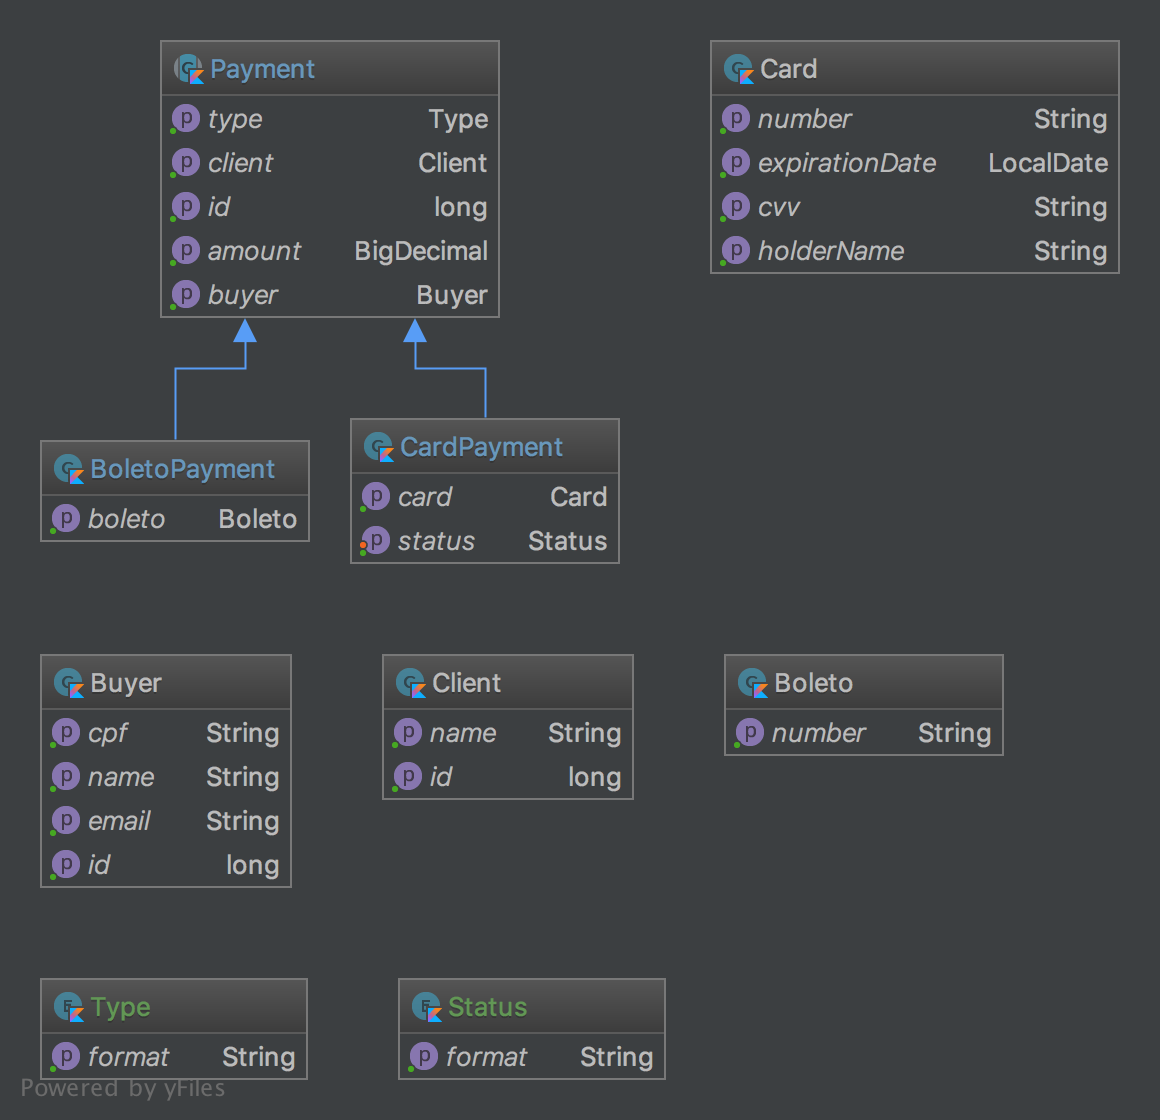 Payment
type Type
client Client
id long
amount BigDecimal
buyer Buyer
Card
number String
expirationDate LocalDate
cvv String
holderName String
BoletoPayment
boleto Boleto
CardPayment
card Card
status Status
Buyer
cpf String
name String
email String
id long
Client
name String
id long
Boleto
number String
Type
format String
Status
format String
Powered by yFiles